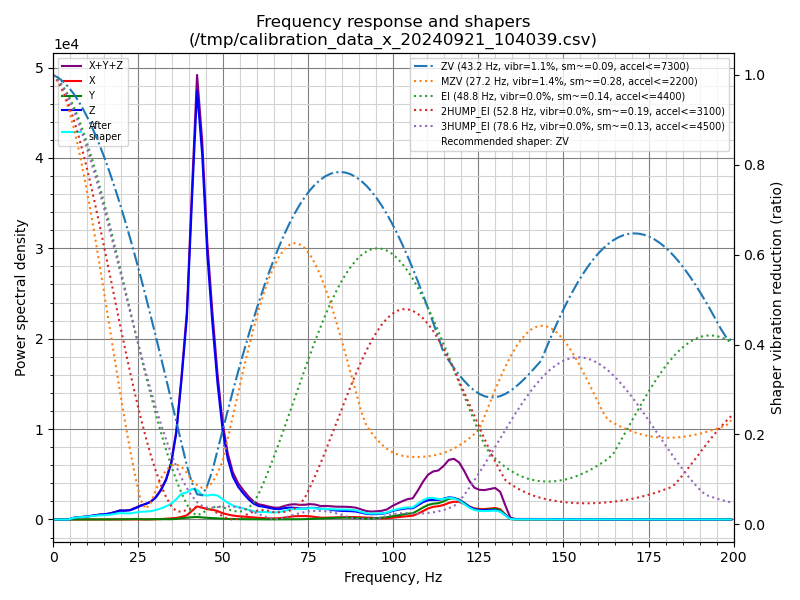 Frequency response and shapers
(/tmp/calibration_data_x_20240921_104039.csv)
1e4
X+Y+Z
X
Y
Z
After
shaper
ZV (43.2 Hz, vibr=1.1%, sm~=0.09, accel<=7300)
MZV (27.2 Hz, vibr=1.4%, sm~=0.28, accel<=2200)
EI (48.8 Hz, vibr=0.0%, sm~=0.14, accel<=4400)
2HUMP_EI (52.8 Hz, vibr=0.0%, sm~=0.19, accel<=3100)
3HUMP_EI (78.6 Hz, vibr=0.0%, sm~=0.13, accel<=4500)
Recommended shaper: ZV
5
4
3
2
1
0
Power spectral density
1.0
0.8
0.6
0.4
0.2
0.0
Shaper vibration reduction (ratio)
0 25 50 75 100 125 150 175 200
Frequency, Hz